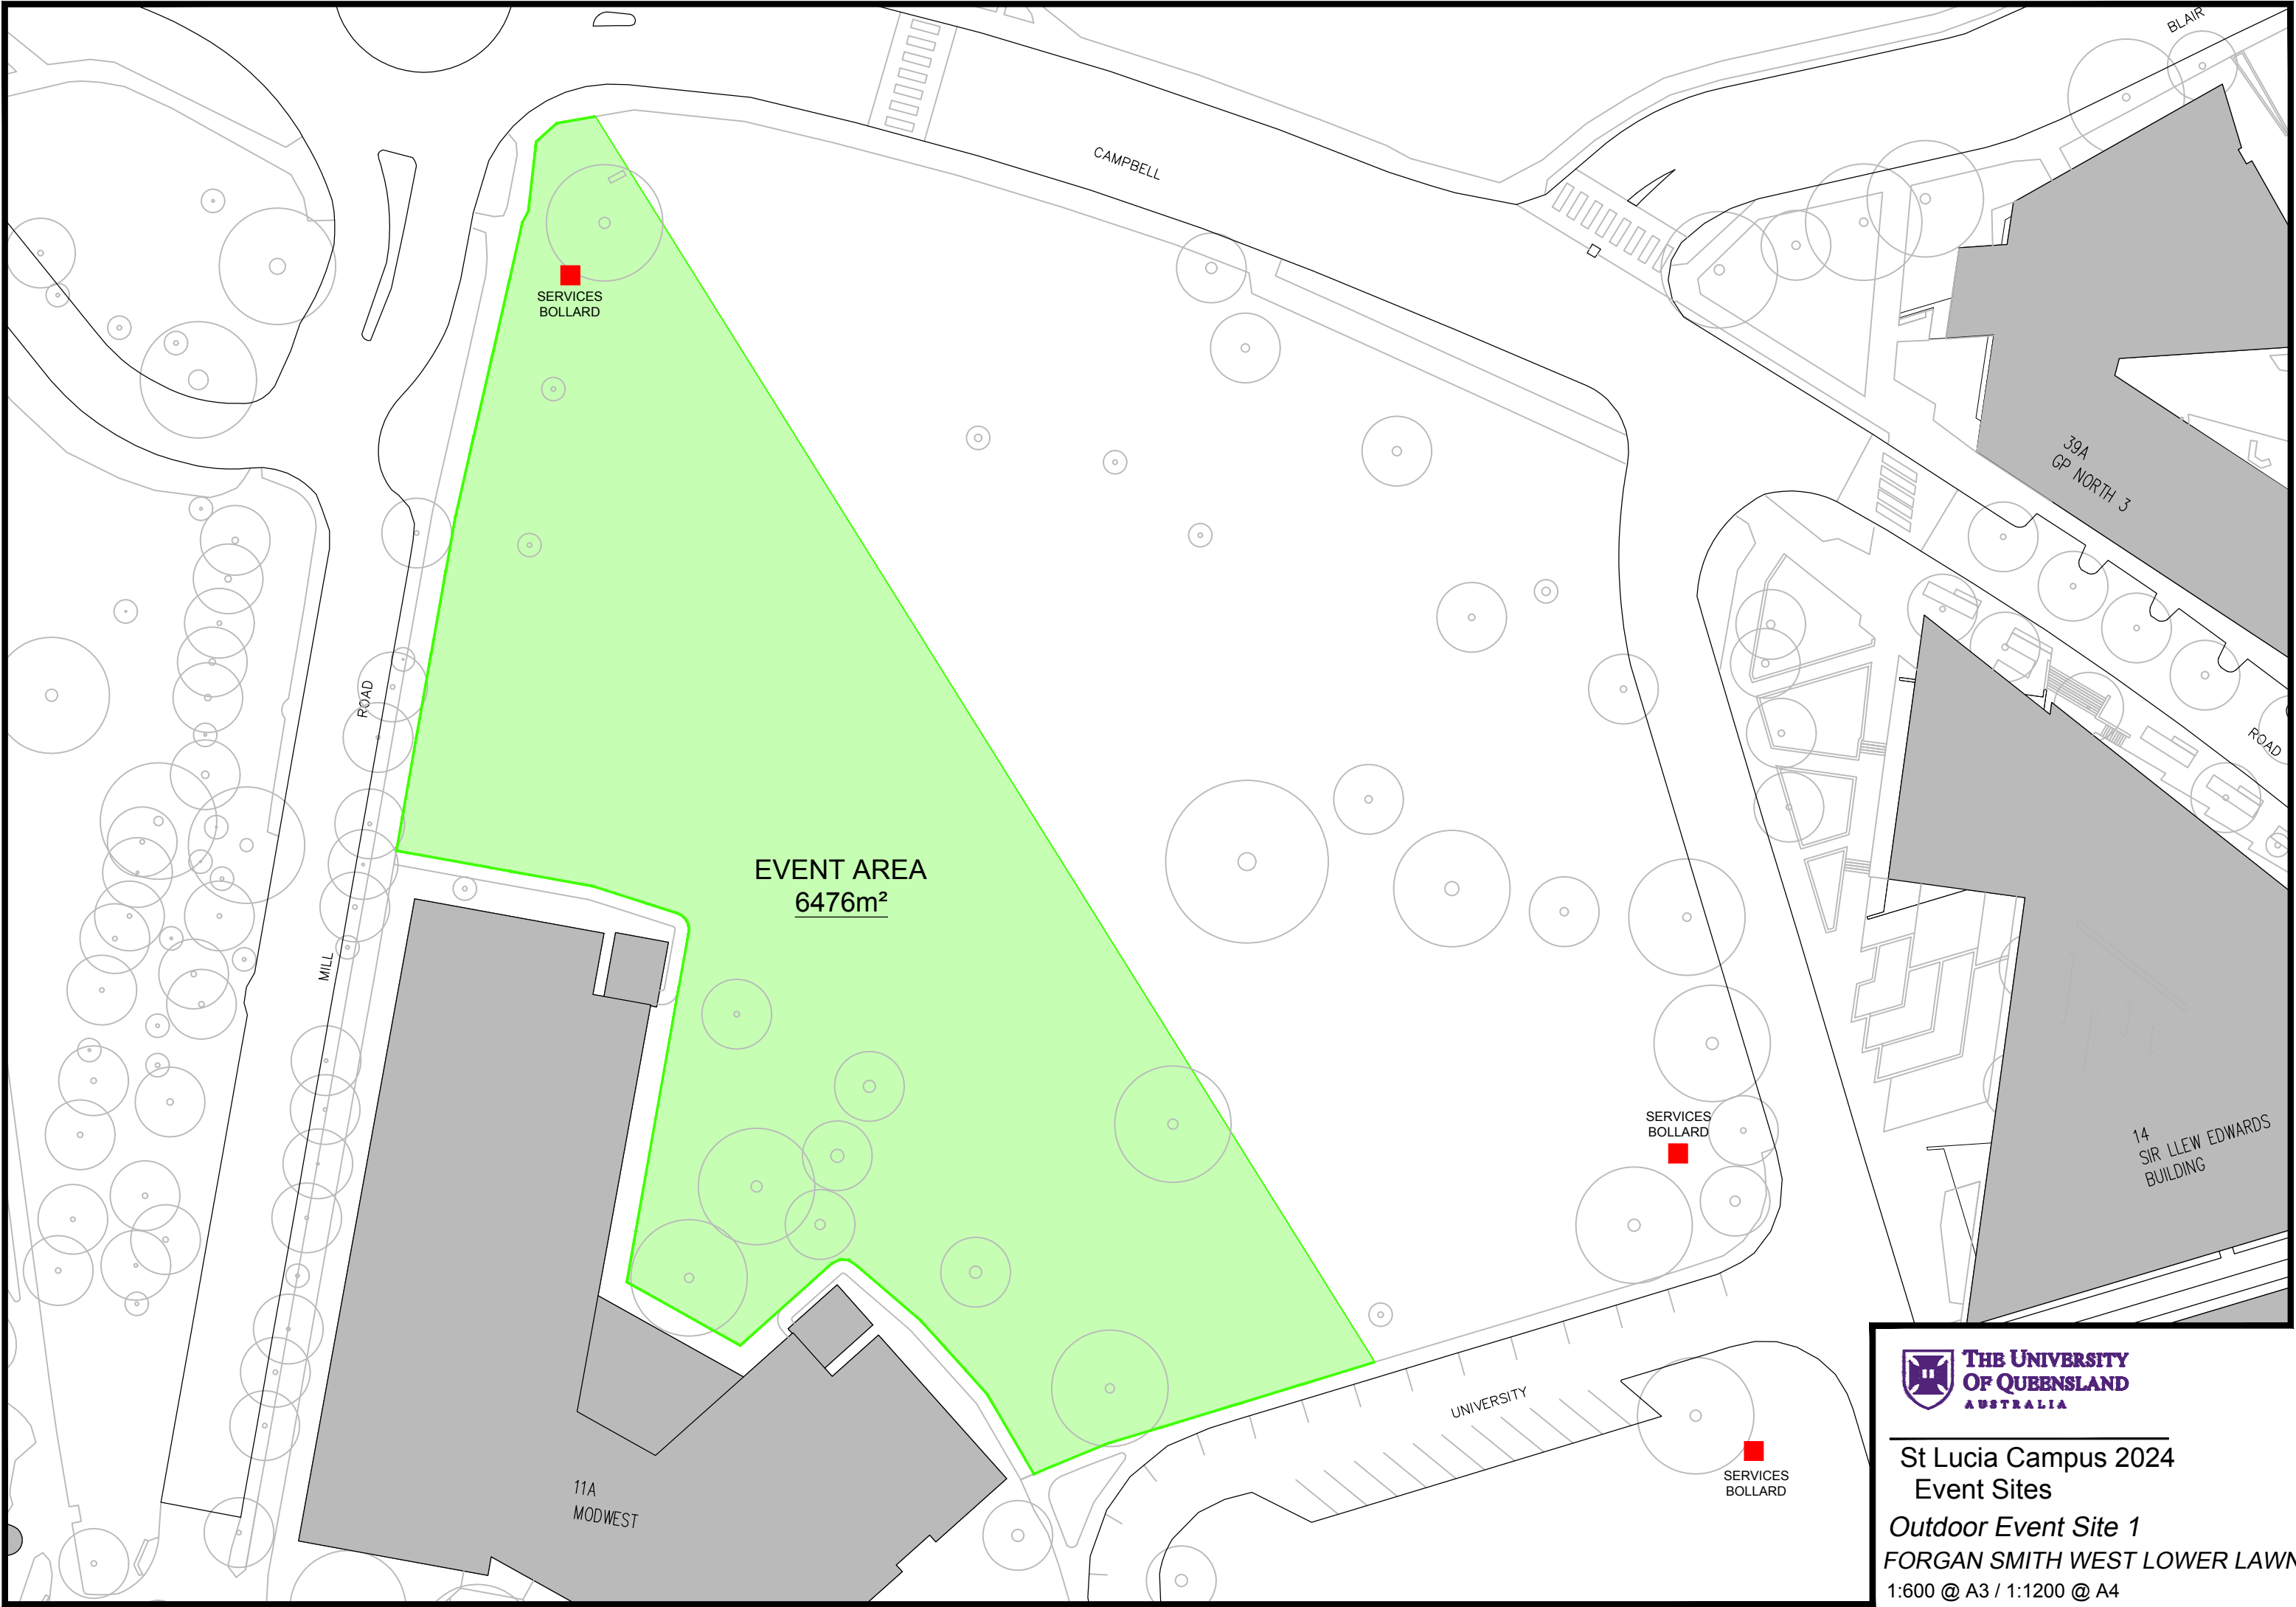 BLAIR
CAMPBELL
SERVICES
BOLLARD
39A
GP NORTH 3
ROAD
ROAD
EVENT AREA
6476m²
MILL
SERVICES
BOLLARD
14
SIR LLEW EDWARDS
BUILDING
UNIVERSITY
SERVICES
BOLLARD
11A
MODWEST
THE UNIVERSITY
OF QUEENSLAND
AUSTRALIA
St Lucia Campus 2024
Event Sites
Outdoor Event Site 1
FORGAN SMITH WEST LOWER LAWN
1:600 @ A3 / 1:1200 @ A4